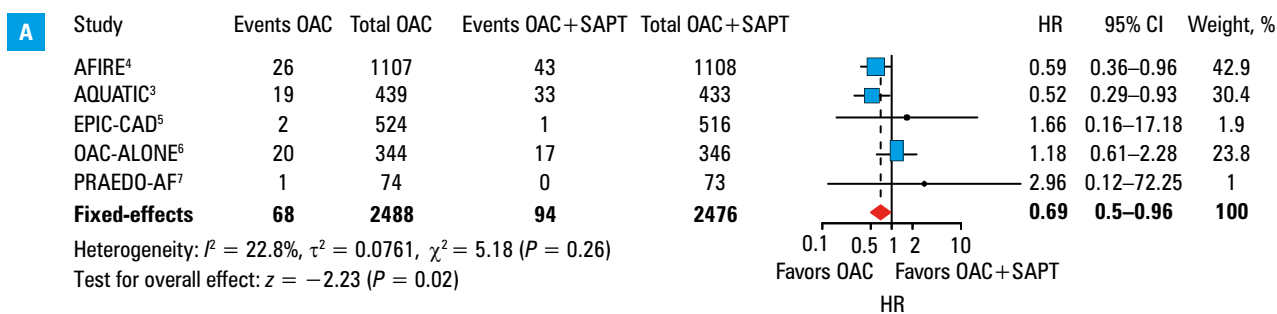 A
Study Events OAC Total OAC Events OAC+SAPT Total OAC+SAPT HR 95% CI Weight, %
AFIRE⁴ 26 1107 43 1108 0.59 0.36–0.96 42.9
AQUATIC³ 19 439 33 433 0.52 0.29–0.93 30.4
EPIC-CAD⁵ 2 524 1 516 1.66 0.16–17.18 1.9
OAC-ALONE⁶ 20 344 17 346 1.18 0.61–2.28 23.8
PRAEDO-AF⁷ 1 74 0 73 2.96 0.12–72.25 1
Fixed-effects 68 2488 94 2476 0.69 0.5–0.96 100
Heterogeneity: I² = 22.8%, τ² = 0.0761, χ² = 5.18 (P = 0.26)
Test for overall effect: z = −2.23 (P = 0.02)
0.1 0.5 1 2 10
Favors OAC Favors OAC+SAPT
HR